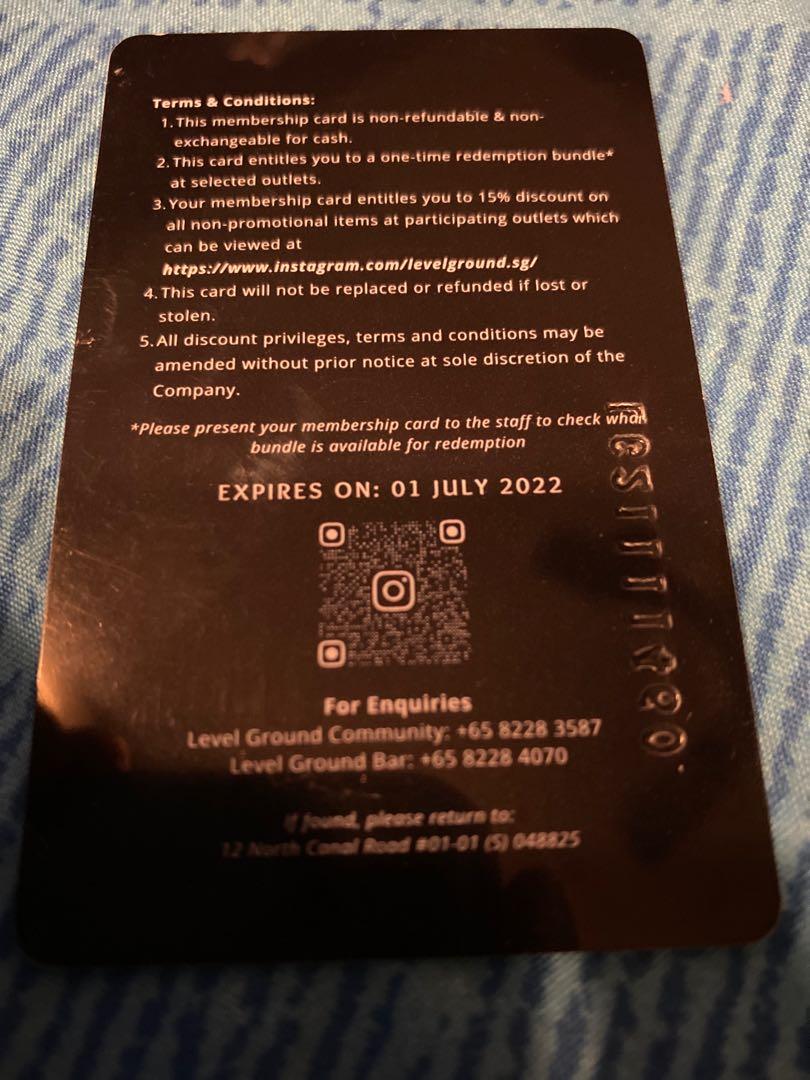 Terms & Conditions:
1. This membership card is non-refundable & non-
exchangeable for cash.
2. This card entitles you to a one-time redemption bundle*
at selected outlets.
3. Your membership card entitles you to 15% discount on
all non-promotional items at participating outlets which
can be viewed at
https://www.instagram.com/levelground.sg/
4. This card will not be replaced or refunded if lost or
stolen.
5. All discount privileges, terms and conditions may be
amended without prior notice at sole discretion of the
Company.
*Please present your membership card to the staff to check what
bundle is available for redemption
EXPIRES ON: 01 JULY 2022
For Enquiries
Level Ground Community: +65 8228 3587
Level Ground Bar: +65 8228 4070
If found, please return to:
12 North Canal Road #01-01 (S) 048825